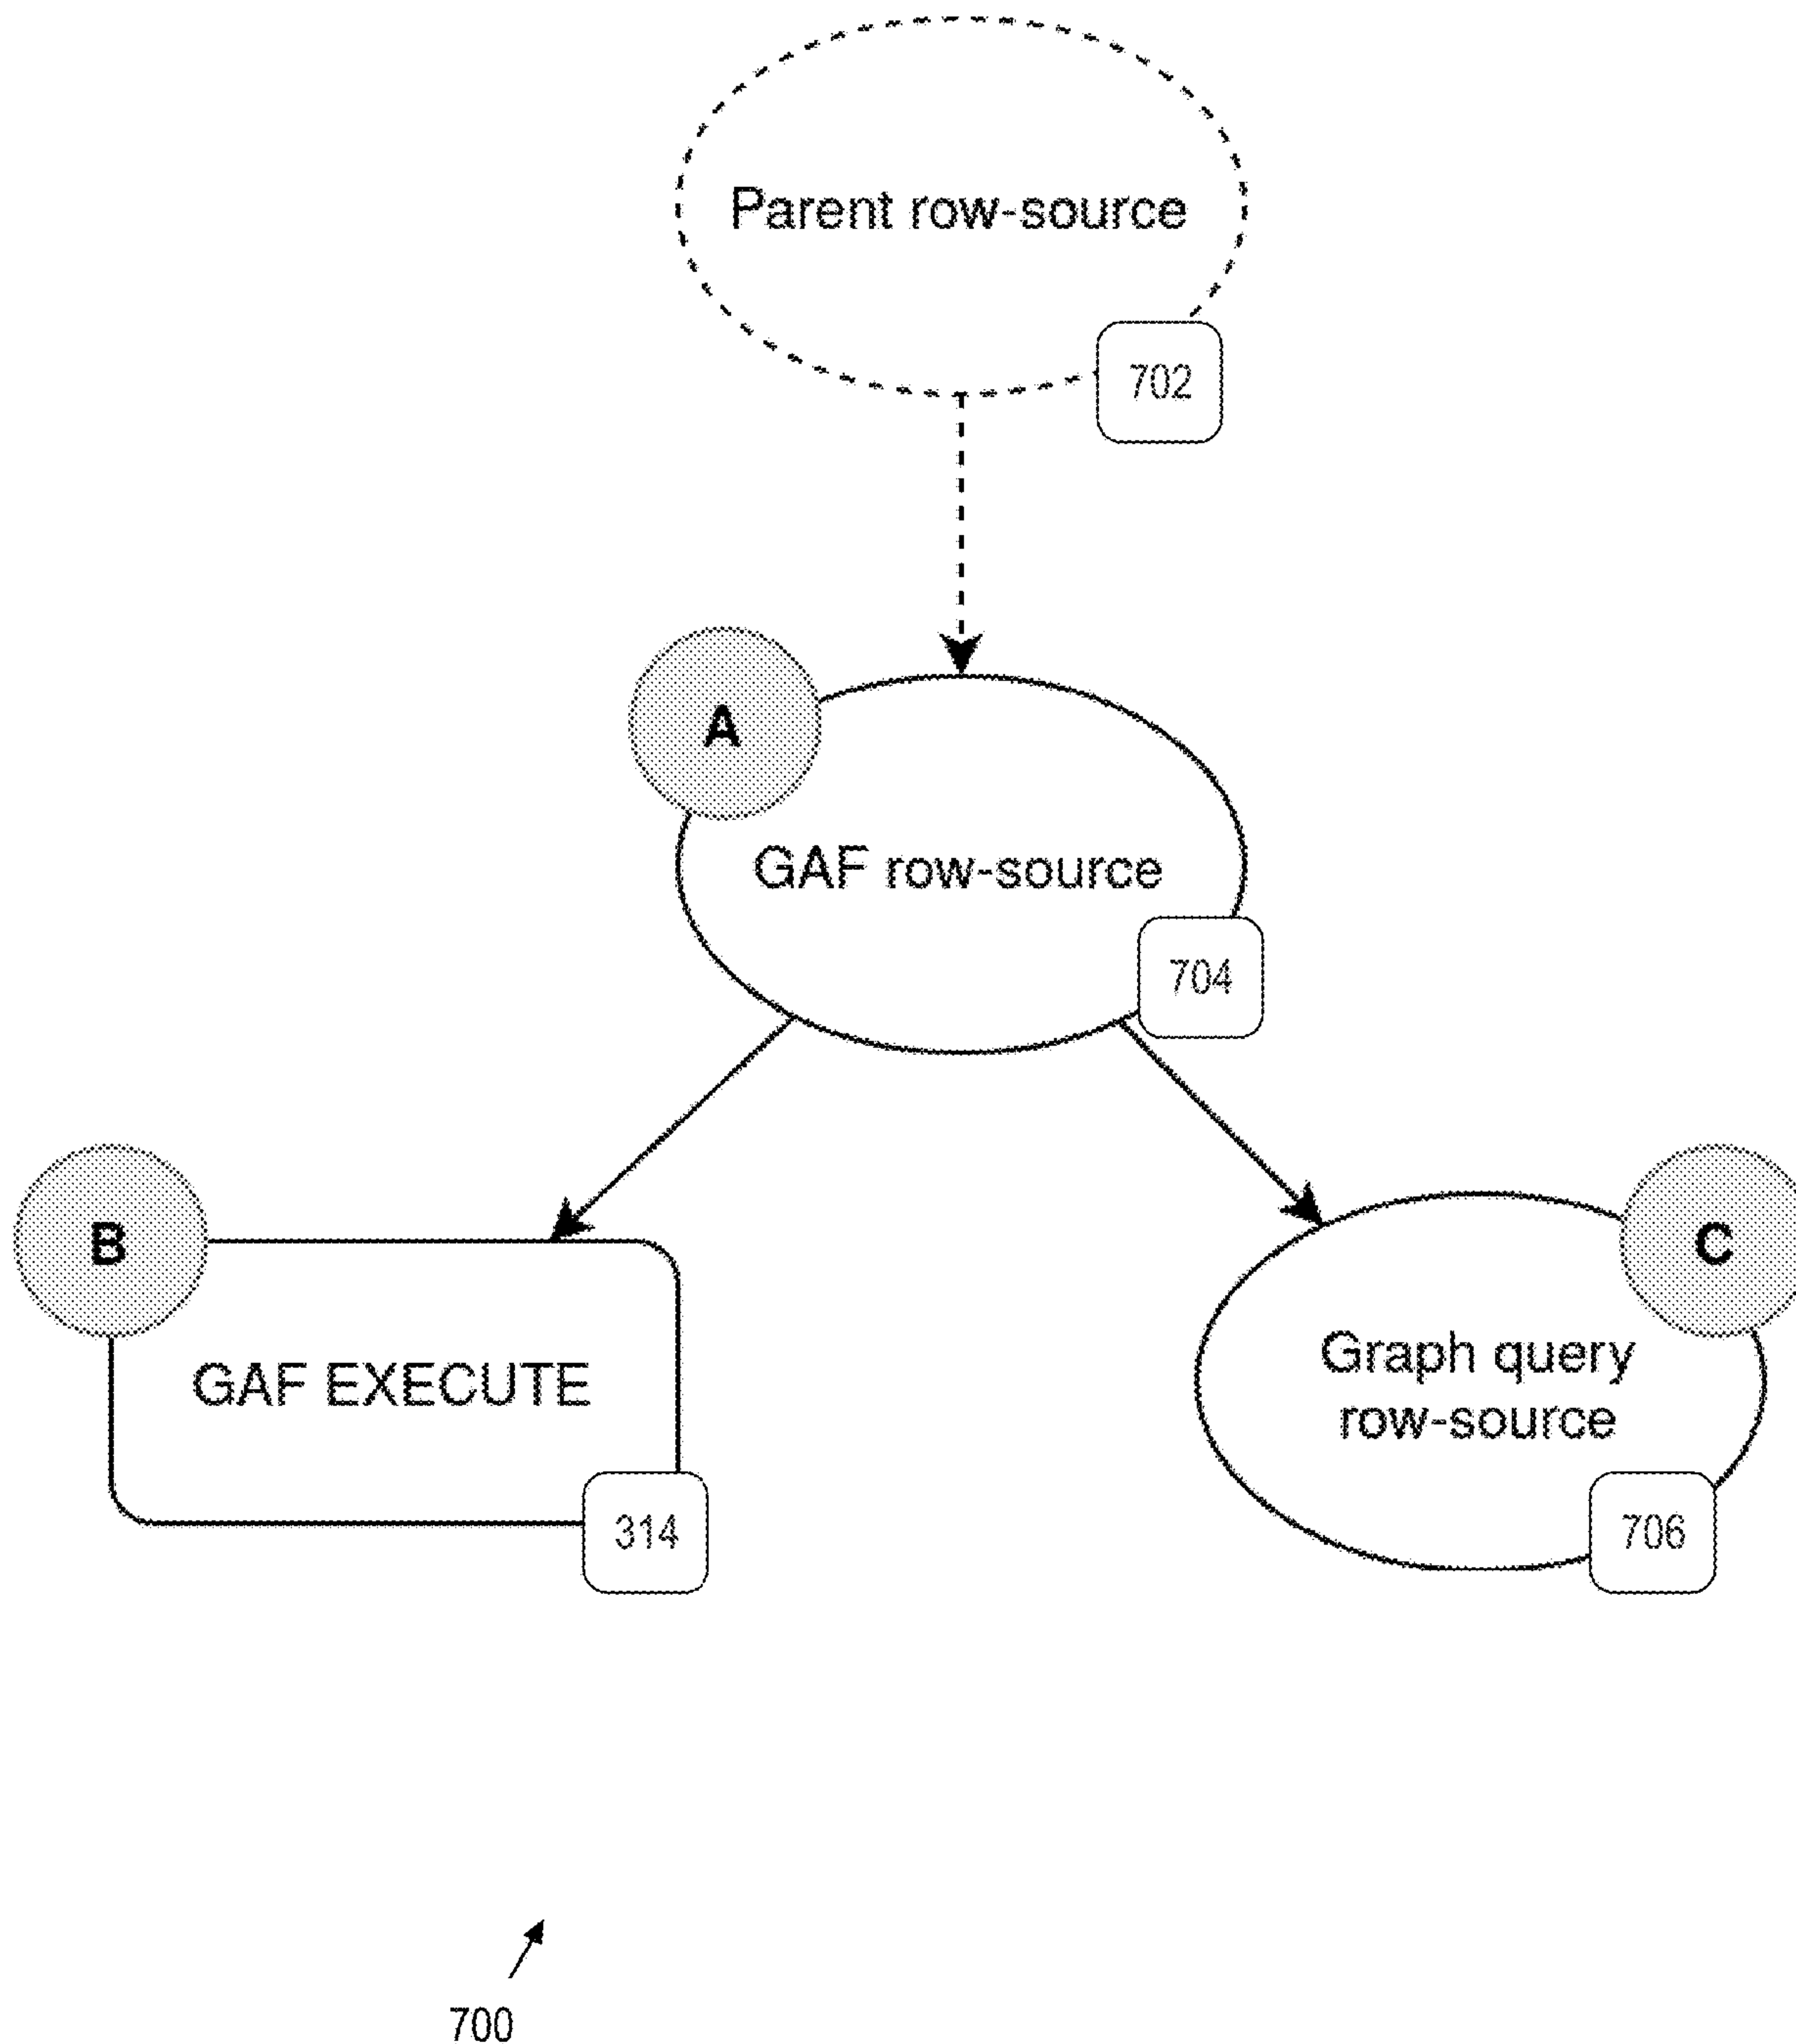 Parent row-source
702
A
GAF row-source
704
B
C
GAF EXECUTE
314
Graph query
row-source
706
700